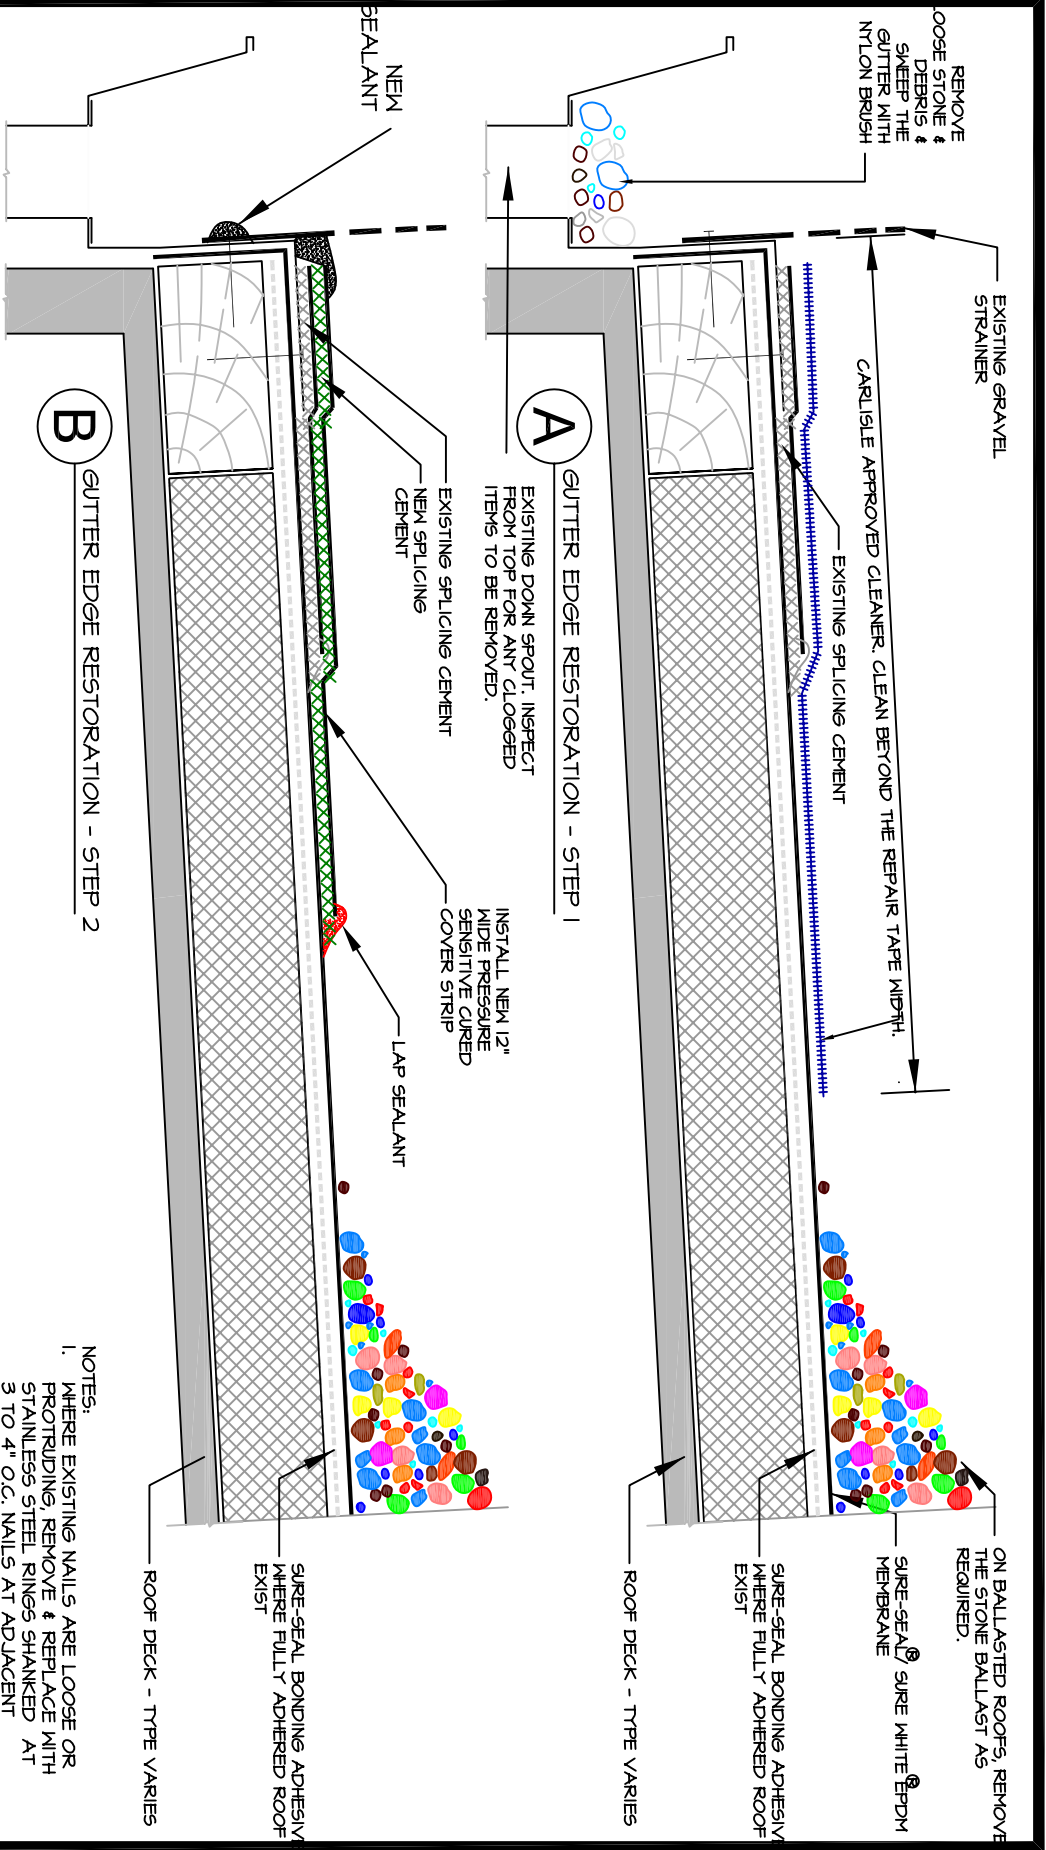 REMOVE
OOSE STONE &
DEBRIS &
SWEEP THE
GUTTER WITH
NYLON BRUSH
EXISTING GRAVEL
STRAINER
CARLISLE APPROVED CLEANER. CLEAN BEYOND THE REPAIR TAPE WIDTH.
EXISTING SPLICING CEMENT
ON BALLASTED ROOFS, REMOVE
THE STONE BALLAST AS
REQUIRED.
SURE-SEAL®/ SURE WHITE® EPDM
MEMBRANE
SURE-SEAL BONDING ADHESIV
WHERE FULLY ADHERED ROOF
EXIST
ROOF DECK - TYPE VARIES
A
GUTTER EDGE RESTORATION - STEP 1
EXISTING DOWN SPOUT. INSPECT
FROM TOP FOR ANY CLOGGED
ITEMS TO BE REMOVED.
NEW
SEALANT
EXISTING SPLICING CEMENT
NEW SPLICING
CEMENT
INSTALL NEW 12"
WIDE PRESSURE
SENSITIVE CURED
COVER STRIP
LAP SEALANT
SURE-SEAL BONDING ADHESIV
WHERE FULLY ADHERED ROOF
EXIST
ROOF DECK - TYPE VARIES
B
GUTTER EDGE RESTORATION - STEP 2
NOTES:
1. WHERE EXISTING NAILS ARE LOOSE OR
PROTRUDING, REMOVE & REPLACE WITH
STAINLESS STEEL RINGS SHANKED AT
3 TO 4" O.C. NAILS AT ADJACENT